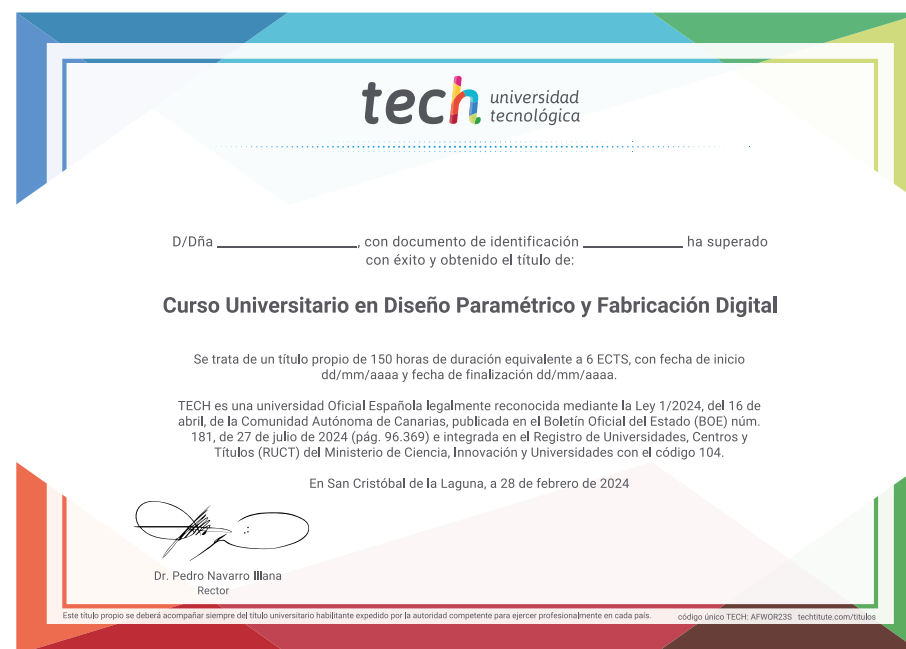 tech universidad
tecnológica
D/Dña ____________________, con documento de identificación ______________ ha superado
con éxito y obtenido el título de:
Curso Universitario en Diseño Paramétrico y Fabricación Digital
Se trata de un título propio de 150 horas de duración equivalente a 6 ECTS, con fecha de inicio
dd/mm/aaaa y fecha de finalización dd/mm/aaaa.
TECH es una universidad Oficial Española legalmente reconocida mediante la Ley 1/2024, del 16 de
abril, de la Comunidad Autónoma de Canarias, publicada en el Boletín Oficial del Estado (BOE) núm.
181, de 27 de julio de 2024 (pág. 96.369) e integrada en el Registro de Universidades, Centros y
Títulos (RUCT) del Ministerio de Ciencia, Innovación y Universidades con el código 104.
En San Cristóbal de la Laguna, a 28 de febrero de 2024
Dr. Pedro Navarro Illana
Rector
Este título propio se deberá acompañar siempre del título universitario habilitante expedido por la autoridad competente para ejercer profesionalmente en cada país. código único TECH: AFWOR23S techtitute.com/titulos